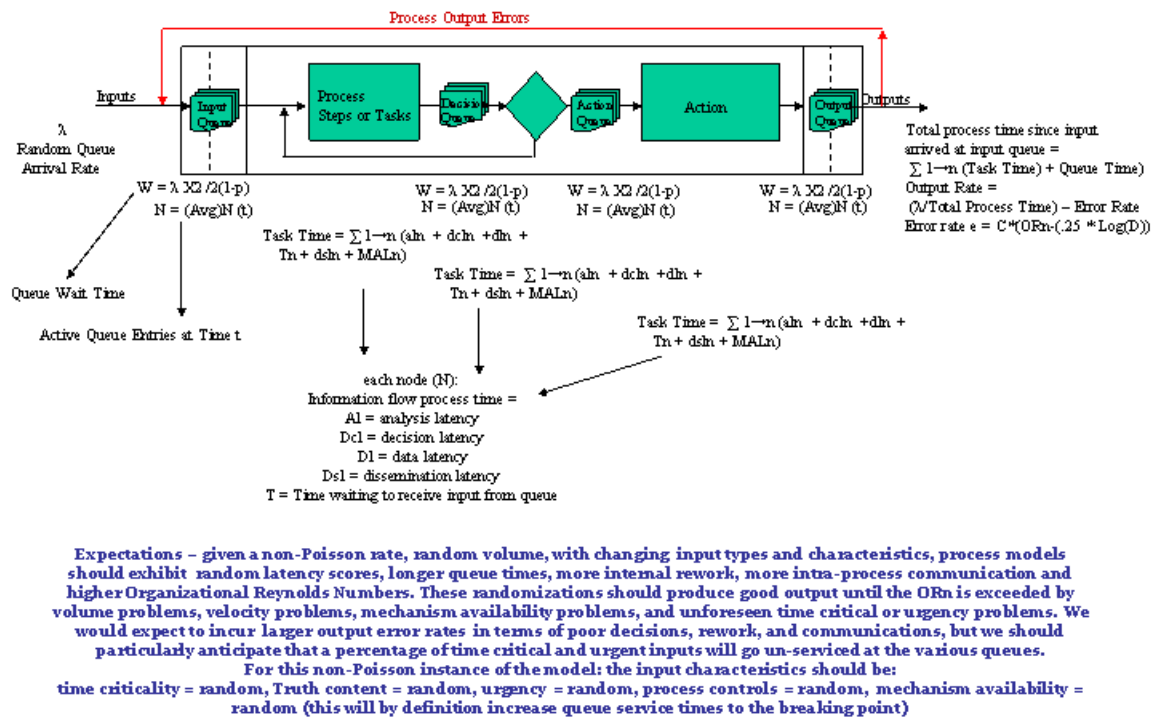 Process Output Errors
Inputs
Input
Queue
Process
Steps or Tasks
Decision
Queue
Action
Queue
Action
Output
Queue
Outputs
λ
Random Queue
Arrival Rate
Total process time since input
arrived at input queue =
∑ 1→n (Task Time) + Queue Time)
Output Rate =
(λ/Total Process Time) – Error Rate
Error rate e = C*(ORn-(.25 * Log(D))
W = λ X2 /2(1-p)
N = (Avg)N (t)
W = λ X2 /2(1-p)
N = (Avg)N (t)
W = λ X2 /2(1-p)
N = (Avg)N (t)
W = λ X2 /2(1-p)
N = (Avg)N (t)
Task Time = ∑ 1→n (aln + dcln +dln +
Tn + dsln + MALn)
Task Time = ∑ 1→n (aln + dcln +dln +
Tn + dsln + MALn)
Task Time = ∑ 1→n (aln + dcln +dln +
Tn + dsln + MALn)
Queue Wait Time
Active Queue Entries at Time t
each node (N):
Information flow process time =
Al = analysis latency
Dcl = decision latency
Dl = data latency
Dsl = dissemination latency
T = Time waiting to receive input from queue
Expectations – given a non-Poisson rate, random volume, with changing input types and characteristics, process models
should exhibit random latency scores, longer queue times, more internal rework, more intra-process communication and
higher Organizational Reynolds Numbers. These randomizations should produce good output until the ORn is exceeded by
volume problems, velocity problems, mechanism availability problems, and unforeseen time critical or urgency problems. We
would expect to incur larger output error rates in terms of poor decisions, rework, and communications, but we should
particularly anticipate that a percentage of time critical and urgent inputs will go un-serviced at the various queues.
For this non-Poisson instance of the model: the input characteristics should be:
time criticality = random, Truth content = random, urgency = random, process controls = random, mechanism availability =
random (this will by definition increase queue service times to the breaking point)